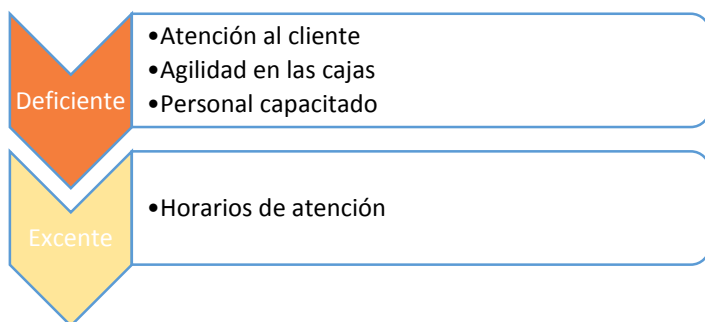 Deficiente
•Atención al cliente
•Agilidad en las cajas
•Personal capacitado
Excente
•Horarios de atención